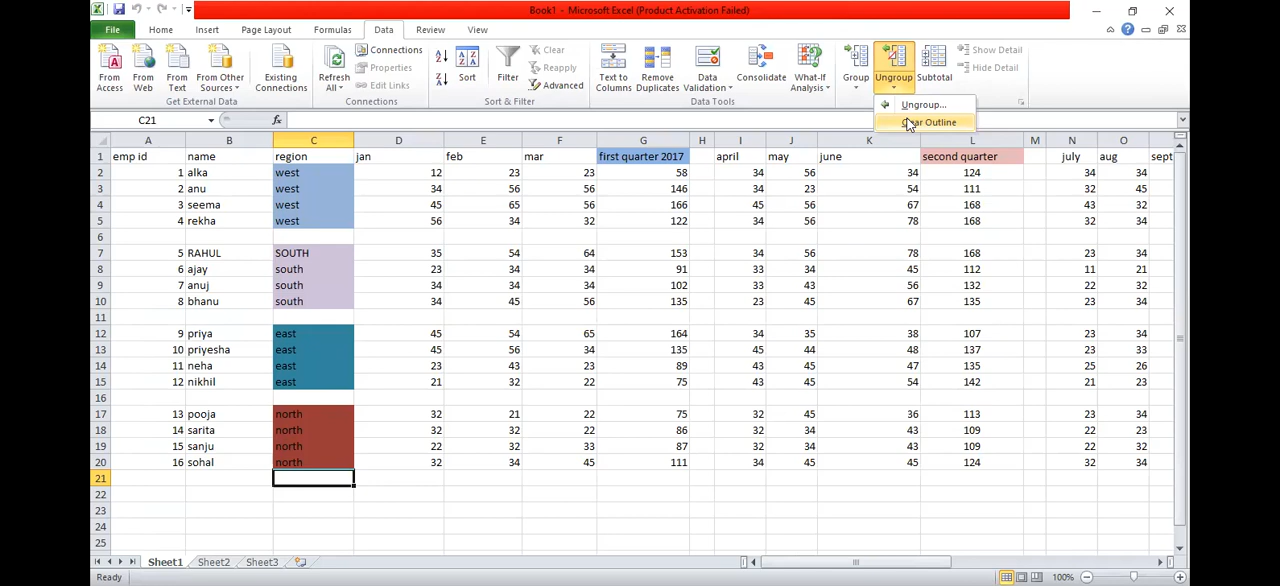 Book1 - Microsoft Excel (Product Activation Failed)
File Home Insert Page Layout Formulas Data Review View
From Access From Web From Text From Other Sources Existing Connections Refresh All Connections Properties Edit Links Sort Filter Clear Reapply Advanced Text to Columns Remove Duplicates Data Validation Consolidate What-If Analysis Group Ungroup Subtotal Show Detail Hide Detail
Get External Data Connections Sort & Filter Data Tools
Ungroup...
Outline
C21 fx
A B C D E F G H I J K L M N O
1 emp id name region jan feb mar first quarter 2017 april may june second quarter july aug sept
2 1 alka west 12 23 23 58 34 56 34 124 34 34
3 2 anu west 34 56 56 146 34 23 54 111 32 45
4 3 seema west 45 65 56 166 45 56 67 168 43 32
5 4 rekha west 56 34 32 122 34 56 78 168 32 34
6
7 5 RAHUL SOUTH 35 54 64 153 34 56 78 168 23 34
8 6 ajay south 23 34 34 91 33 34 45 112 11 21
9 7 anuj south 34 34 34 102 33 43 56 132 22 32
10 8 bhanu south 34 45 56 135 23 45 67 135 23 34
11
12 9 priya east 45 54 65 164 34 35 38 107 23 34
13 10 priyesha east 45 56 34 135 45 44 48 137 23 33
14 11 neha east 23 43 23 89 43 45 47 135 25 26
15 12 nikhil east 21 32 22 75 43 45 54 142 21 23
16
17 13 pooja north 32 21 22 75 32 45 36 113 23 34
18 14 sarita north 32 32 22 86 32 34 43 109 22 23
19 15 sanju north 22 32 33 87 32 34 43 109 22 32
20 16 sohal north 32 34 45 111 34 45 45 124 32 34
21
22
23
24
25
Sheet1 Sheet2 Sheet3
Ready 100%